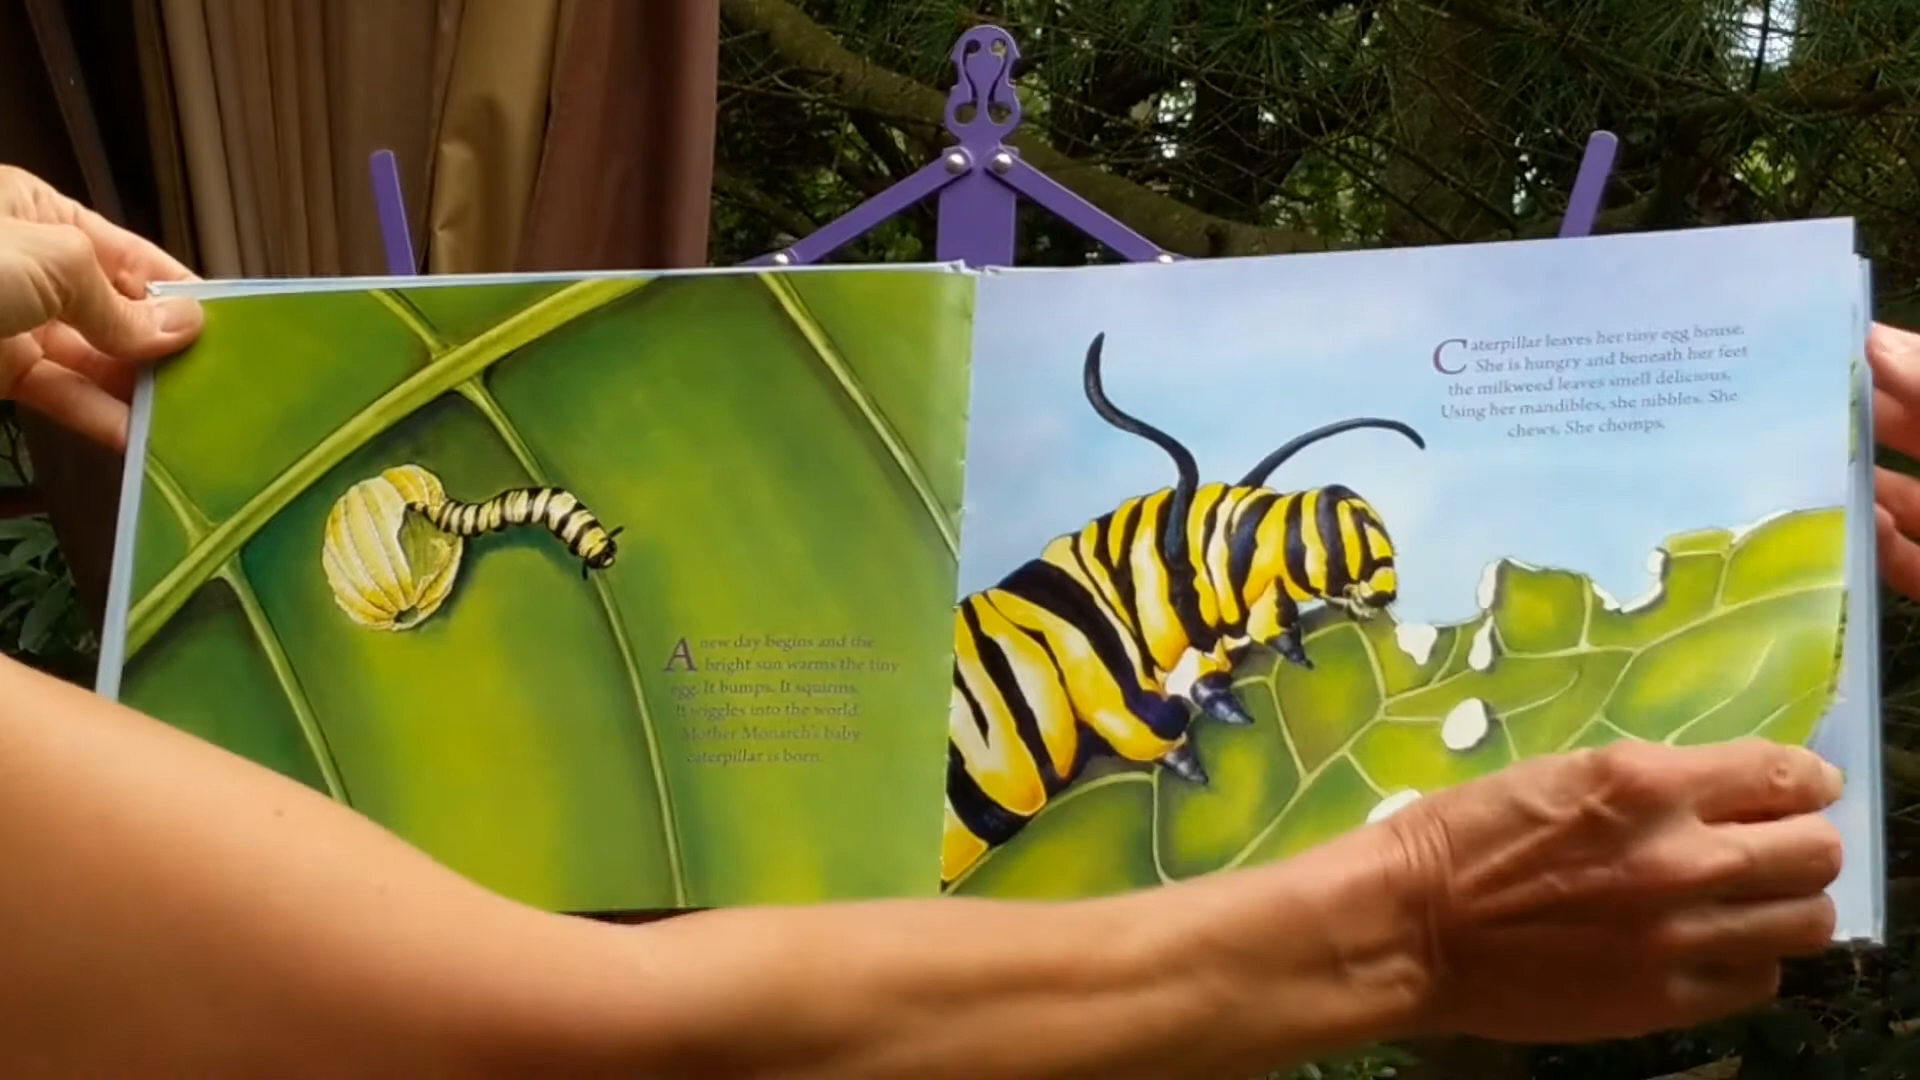 A new day begins and the
bright sun warms the tiny
egg. It bumps. It squirms.
It wiggles into the world.
Mother Monarch's baby
caterpillar is born.
Caterpillar leaves her tiny egg house.
She is hungry and beneath her feet
the milkweed leaves smell delicious.
Using her mandibles, she nibbles. She
chews. She chomps.